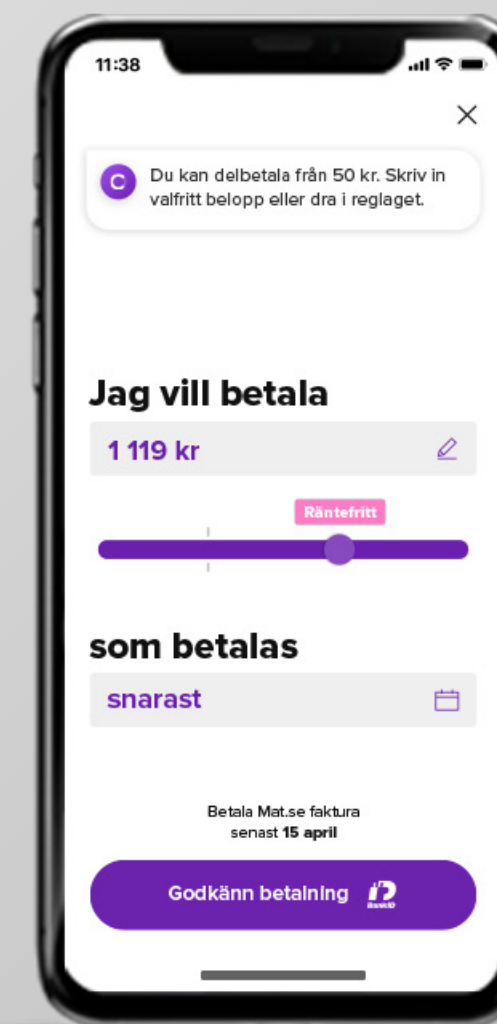 11:38
C
Du kan delbetala från 50 kr. Skriv in
valfritt belopp eller dra i reglaget.
Jag vill betala
1 119 kr
Räntefritt
som betalas
snarast
Betala Mat.se faktura
senast 15 april
Godkänn betalning
BankID